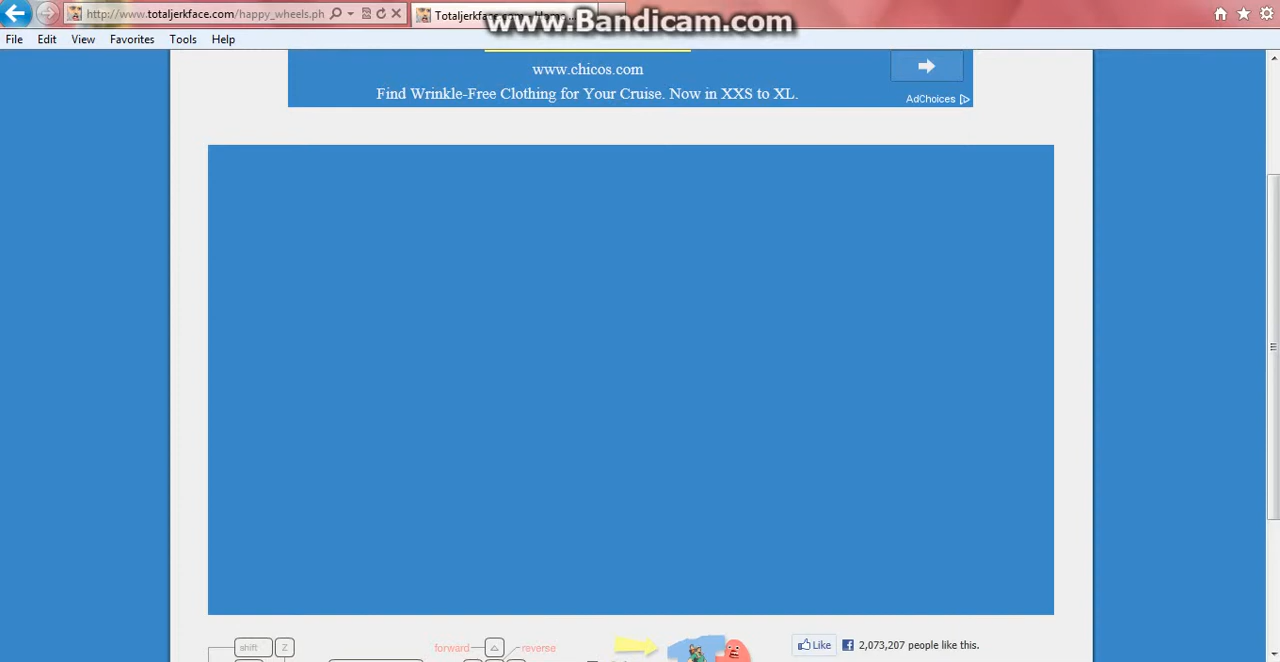 http://www.totaljerkface.com/happy_wheels.ph
Totaljerkface
www.Bandicam.com
File Edit View Favorites Tools Help
www.chicos.com
Find Wrinkle-Free Clothing for Your Cruise. Now in XXS to XL.
AdChoices
shift Z
forward reverse
Like 2,073,207 people like this.